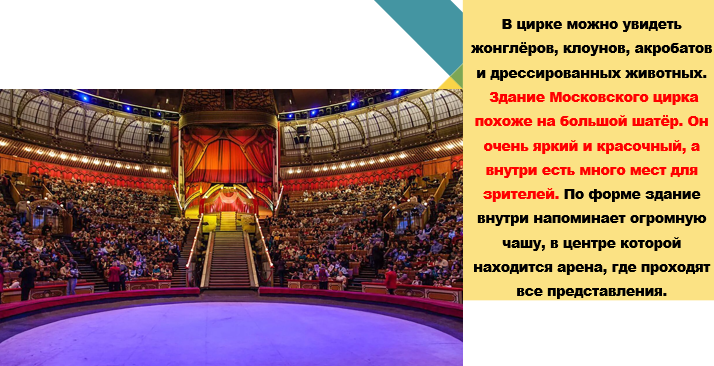 В цирке можно увидеть
жонглёров, клоунов, акробатов
и дрессированных животных.
Здание Московского цирка
похоже на большой шатёр. Он
очень яркий и красочный, а
внутри есть много мест для
зрителей. По форме здание
внутри напоминает огромную
чашу, в центре которой
находится арена, где проходят
все представления.